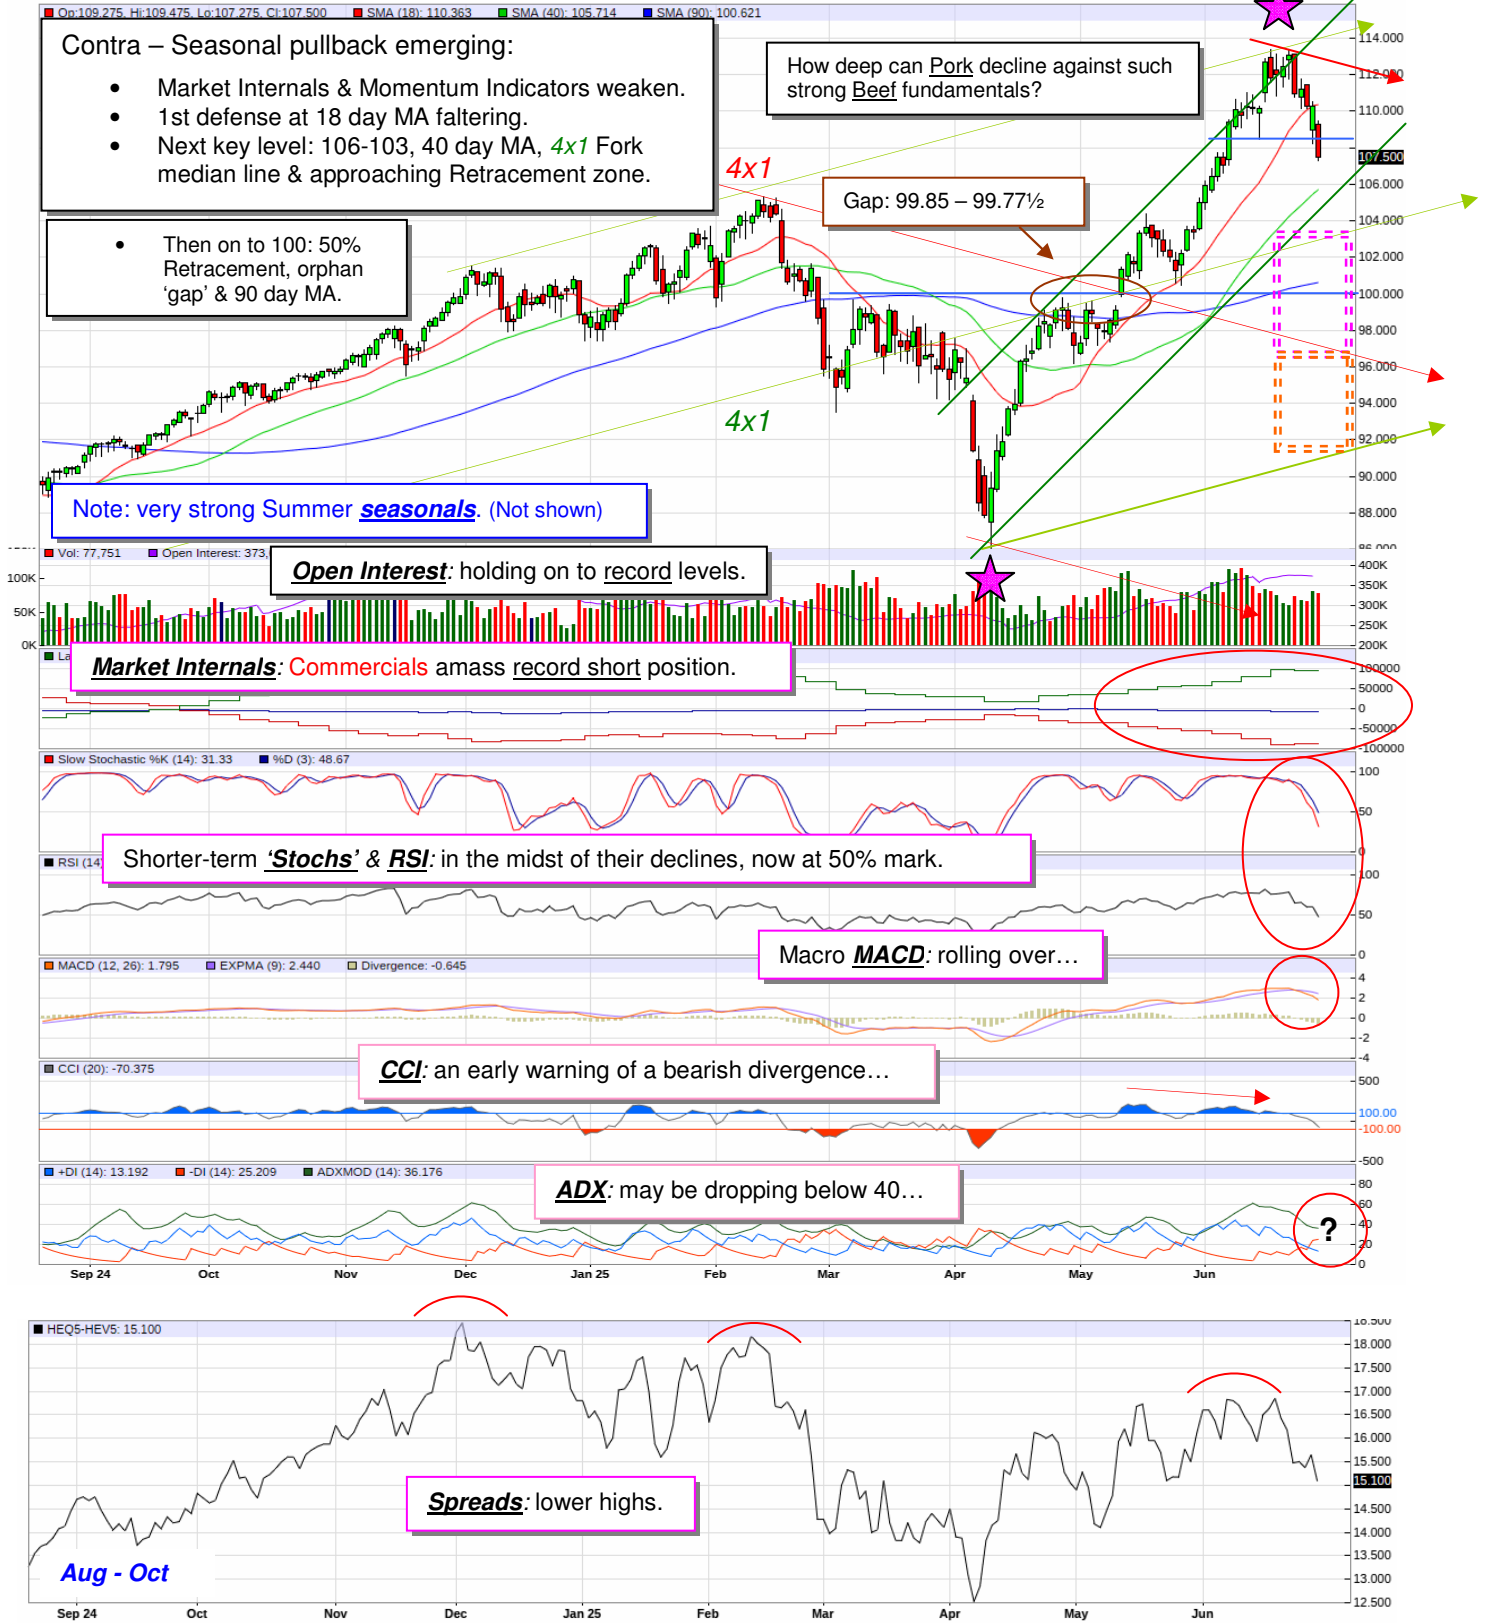 Op:109.275, Hi:109.475, Lo:107.275, Cl:107.500 SMA (18): 110.363 SMA (40): 105.714 SMA (90): 100.621
Contra – Seasonal pullback emerging:
• Market Internals & Momentum Indicators weaken.
• 1st defense at 18 day MA faltering.
• Next key level: 106-103, 40 day MA, 4x1 Fork
median line & approaching Retracement zone.
• Then on to 100: 50%
Retracement, orphan
‘gap’ & 90 day MA.
How deep can Pork decline against such
strong Beef fundamentals?
4x1
Gap: 99.85 – 99.77½
4x1
114.000
112.000
110.000
107.500
106.000
104.000
102.000
100.000
98.000
96.000
94.000
92.000
90.000
88.000
86.000
Note: very strong Summer seasonals. (Not shown)
Vol: 77,751 Open Interest: 373,
Open Interest: holding on to record levels.
100K
50K
0K
400K
350K
300K
250K
200K
Market Internals: Commercials amass record short position.
100000
50000
0
-50000
-100000
Slow Stochastic %K (14): 31.33 %D (3): 48.67
100
50
0
Shorter-term ‘Stochs’ & RSI: in the midst of their declines, now at 50% mark.
RSI (14)
100
50
0
Macro MACD: rolling over…
MACD (12, 26): 1.795 EXPMA (9): 2.440 Divergence: -0.645
4
2
0
-2
-4
CCI: an early warning of a bearish divergence…
CCI (20): -70.375
500
100.00
-100.00
-500
+DI (14): 13.192 -DI (14): 25.209 ADXMOD (14): 36.176
ADX: may be dropping below 40…
80
60
40
20
0
?
Sep 24 Oct Nov Dec Jan 25 Feb Mar Apr May Jun
HEQ5-HEV5: 15.100
18.500
18.000
17.500
17.000
16.500
16.000
15.500
15.100
14.500
14.000
13.500
13.000
12.500
Spreads: lower highs.
Aug - Oct
Sep 24 Oct Nov Dec Jan 25 Feb Mar Apr May Jun